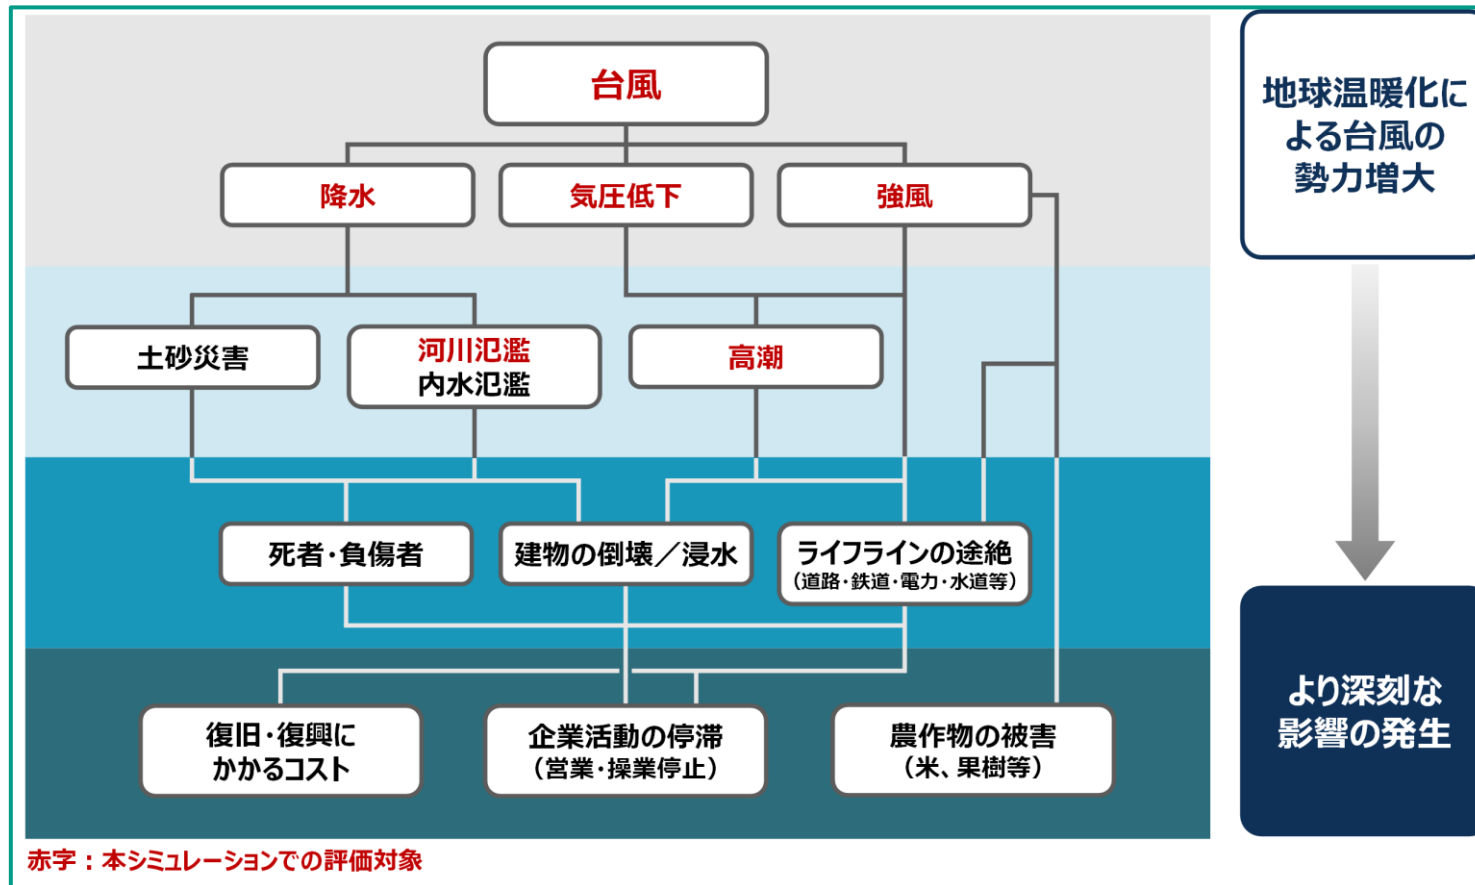 台風
降水
気圧低下
強風
地球温暖化に
よる台風の
勢力増大
土砂災害
河川氾濫
内水氾濫
高潮
死者・負傷者
建物の倒壊／浸水
ライフラインの途絶
（道路・鉄道・電力・水道等）
復旧・復興に
かかるコスト
企業活動の停滞
（営業・操業停止）
農作物の被害
（米、果樹等）
より深刻な
影響の発生
赤字：本シミュレーションでの評価対象